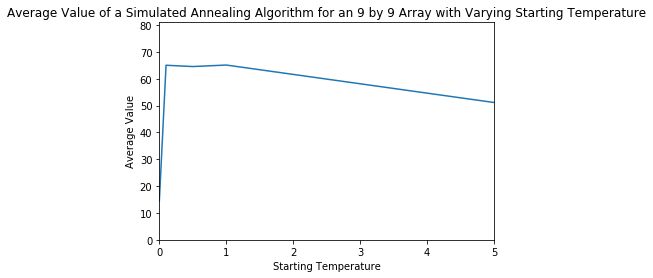 Average Value of a Simulated Annealing Algorithm for an 9 by 9 Array with Varying Starting Temperature
80
70
60
50
40
30
20
10
0
Average Value
0 1 2 3 4 5
Starting Temperature